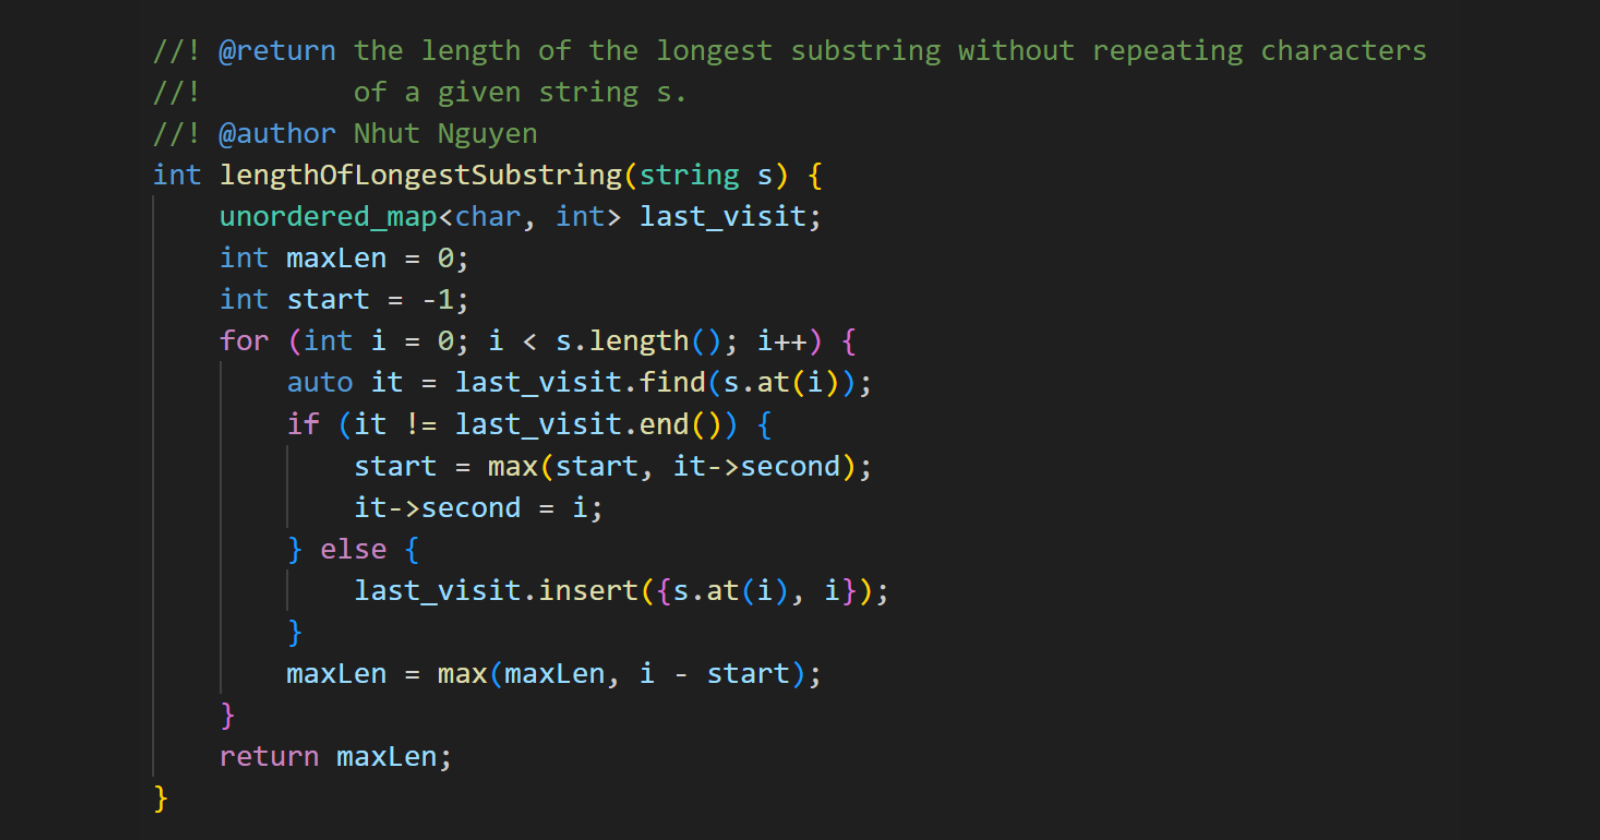 //! @return the length of the longest substring without repeating characters
//!         of a given string s.
//! @author Nhut Nguyen
int lengthOfLongestSubstring(string s) {
    unordered_map<char, int> last_visit;
    int maxLen = 0;
    int start = -1;
    for (int i = 0; i < s.length(); i++) {
        auto it = last_visit.find(s.at(i));
        if (it != last_visit.end()) {
            start = max(start, it->second);
            it->second = i;
        } else {
            last_visit.insert({s.at(i), i});
        }
        maxLen = max(maxLen, i - start);
    }
    return maxLen;
}